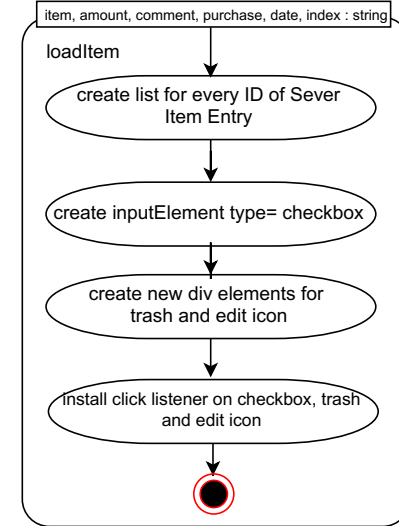 item, amount, comment, purchase, date, index : string
loadItem
create list for every ID of Sever
Item Entry
create inputElement type= checkbox
create new div elements for
trash and edit icon
install click listener on checkbox, trash
and edit icon